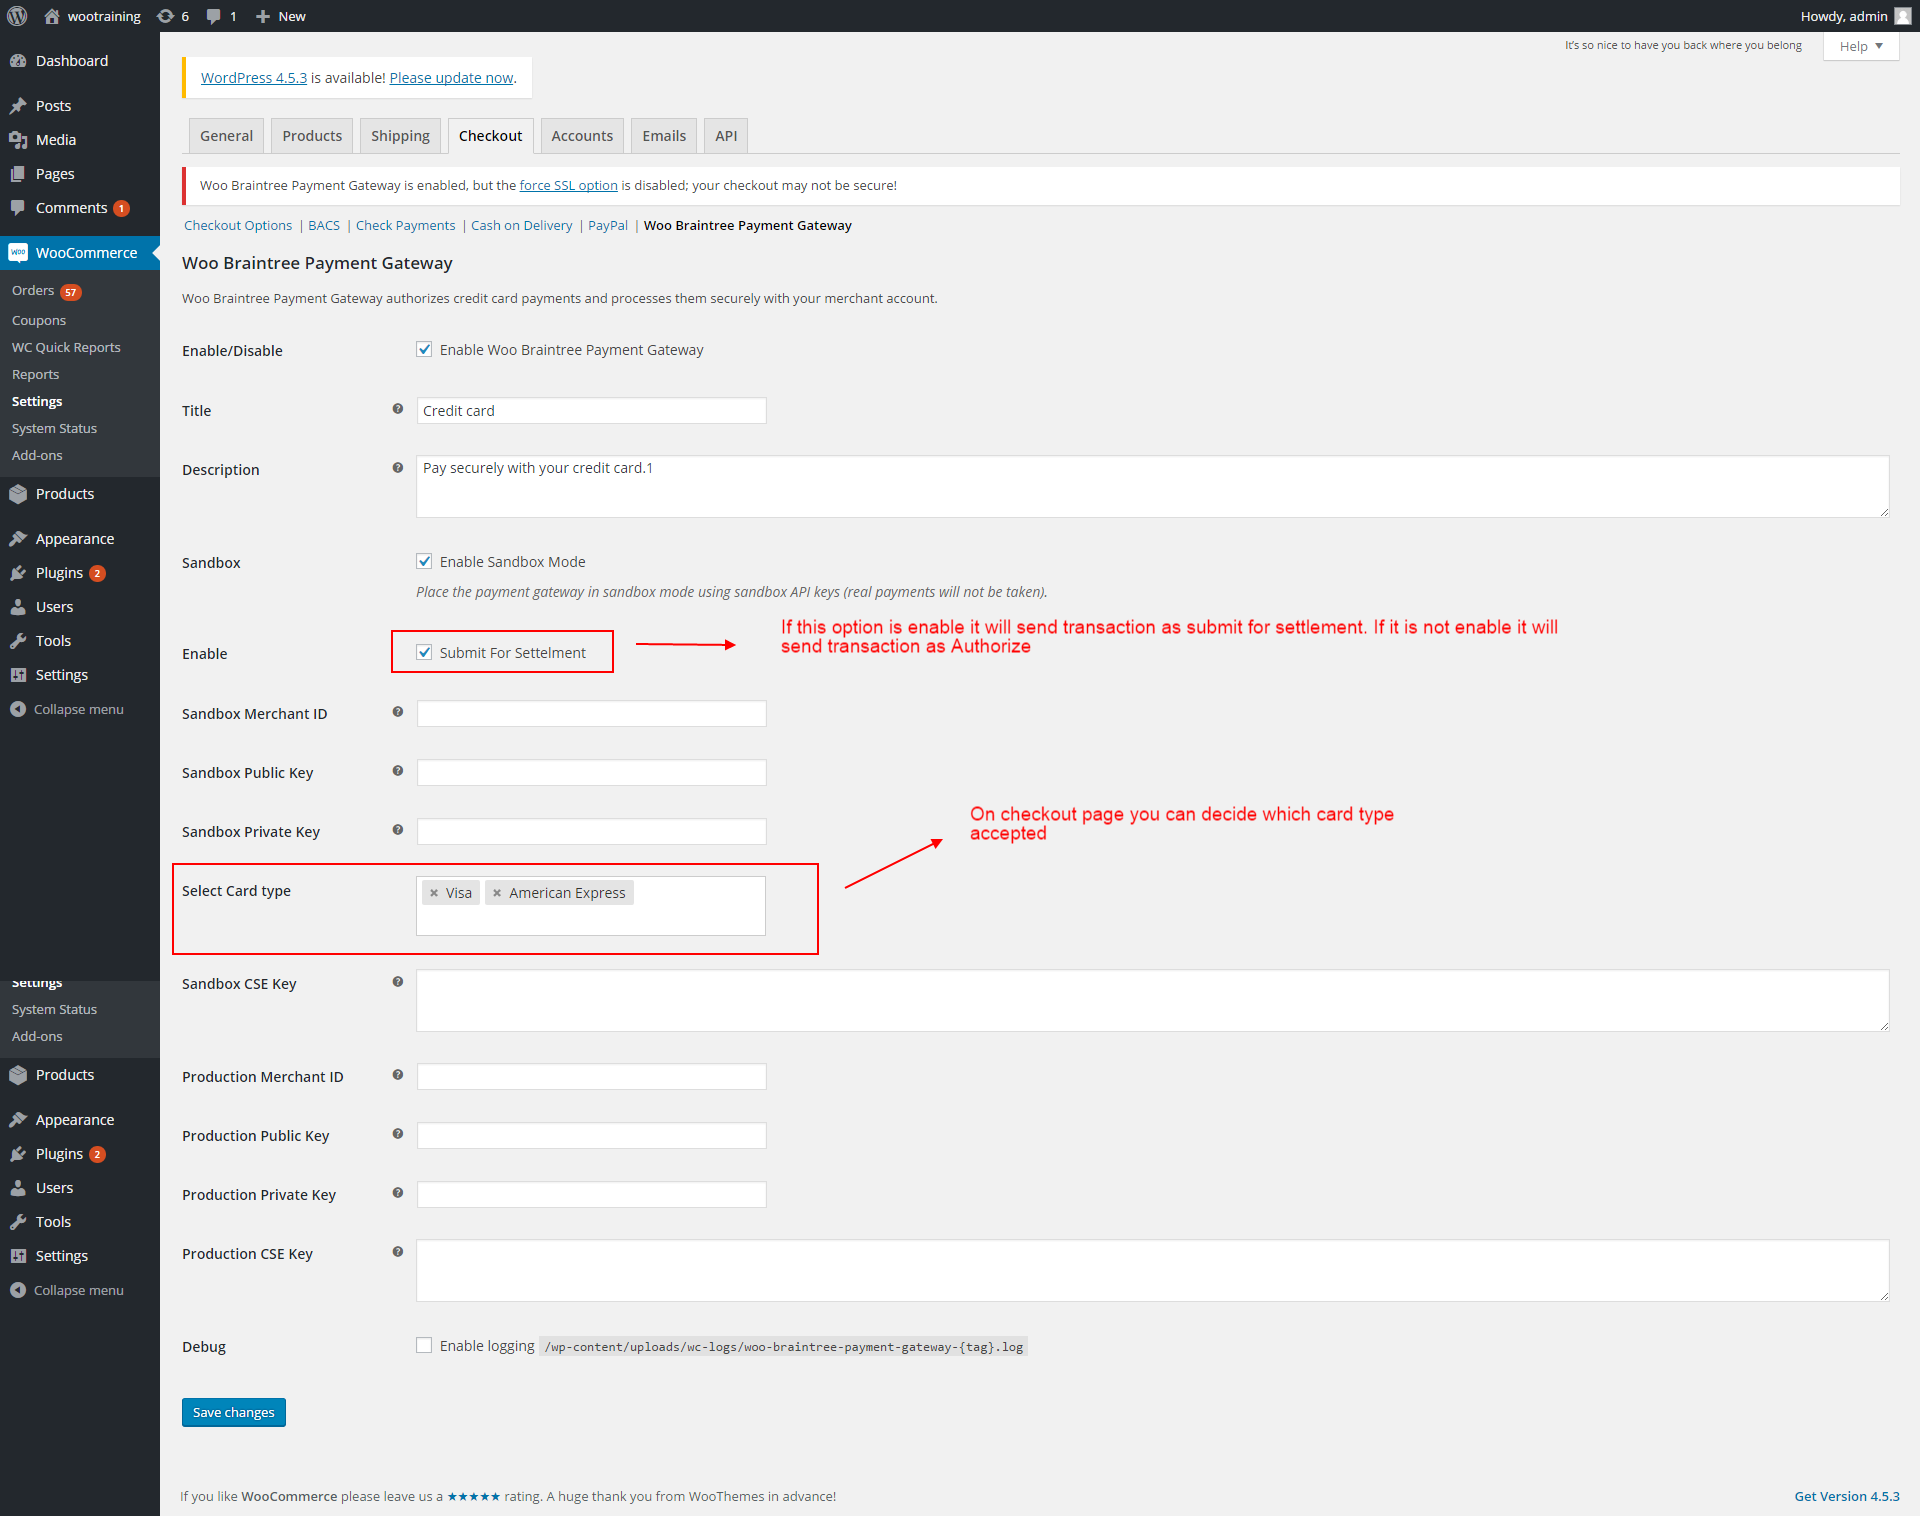 wootraining 6 1 New Howdy, admin
It's so nice to have you back where you belong Help
Dashboard
Posts
Media
Pages
Comments 1
WooCommerce
Orders 57
Coupons
WC Quick Reports
Reports
Settings
System Status
Add-ons
Products
Appearance
Plugins 2
Users
Tools
Settings
Collapse menu
Settings
System Status
Add-ons
Products
Appearance
Plugins 2
Users
Tools
Settings
Collapse menu
WordPress 4.5.3 is available! Please update now.
General Products Shipping Checkout Accounts Emails API
Woo Braintree Payment Gateway is enabled, but the force SSL option is disabled; your checkout may not be secure!
Checkout Options | BACS | Check Payments | Cash on Delivery | PayPal | Woo Braintree Payment Gateway
Woo Braintree Payment Gateway
Woo Braintree Payment Gateway authorizes credit card payments and processes them securely with your merchant account.
Enable/Disable Enable Woo Braintree Payment Gateway
Title ? Credit card
Description ? Pay securely with your credit card.1
Sandbox Enable Sandbox Mode
Place the payment gateway in sandbox mode using sandbox API keys (real payments will not be taken).
Enable Submit For Settelment
If this option is enable it will send transaction as submit for settlement. If it is not enable it will
send transaction as Authorize
Sandbox Merchant ID ?
Sandbox Public Key ?
Sandbox Private Key ?
On checkout page you can decide which card type
accepted
Select Card type × Visa × American Express
Sandbox CSE Key ?
Production Merchant ID ?
Production Public Key ?
Production Private Key ?
Production CSE Key ?
Debug Enable logging /wp-content/uploads/wc-logs/woo-braintree-payment-gateway-{tag}.log
Save changes
If you like WooCommerce please leave us a ★★★★★ rating. A huge thank you from WooThemes in advance! Get Version 4.5.3